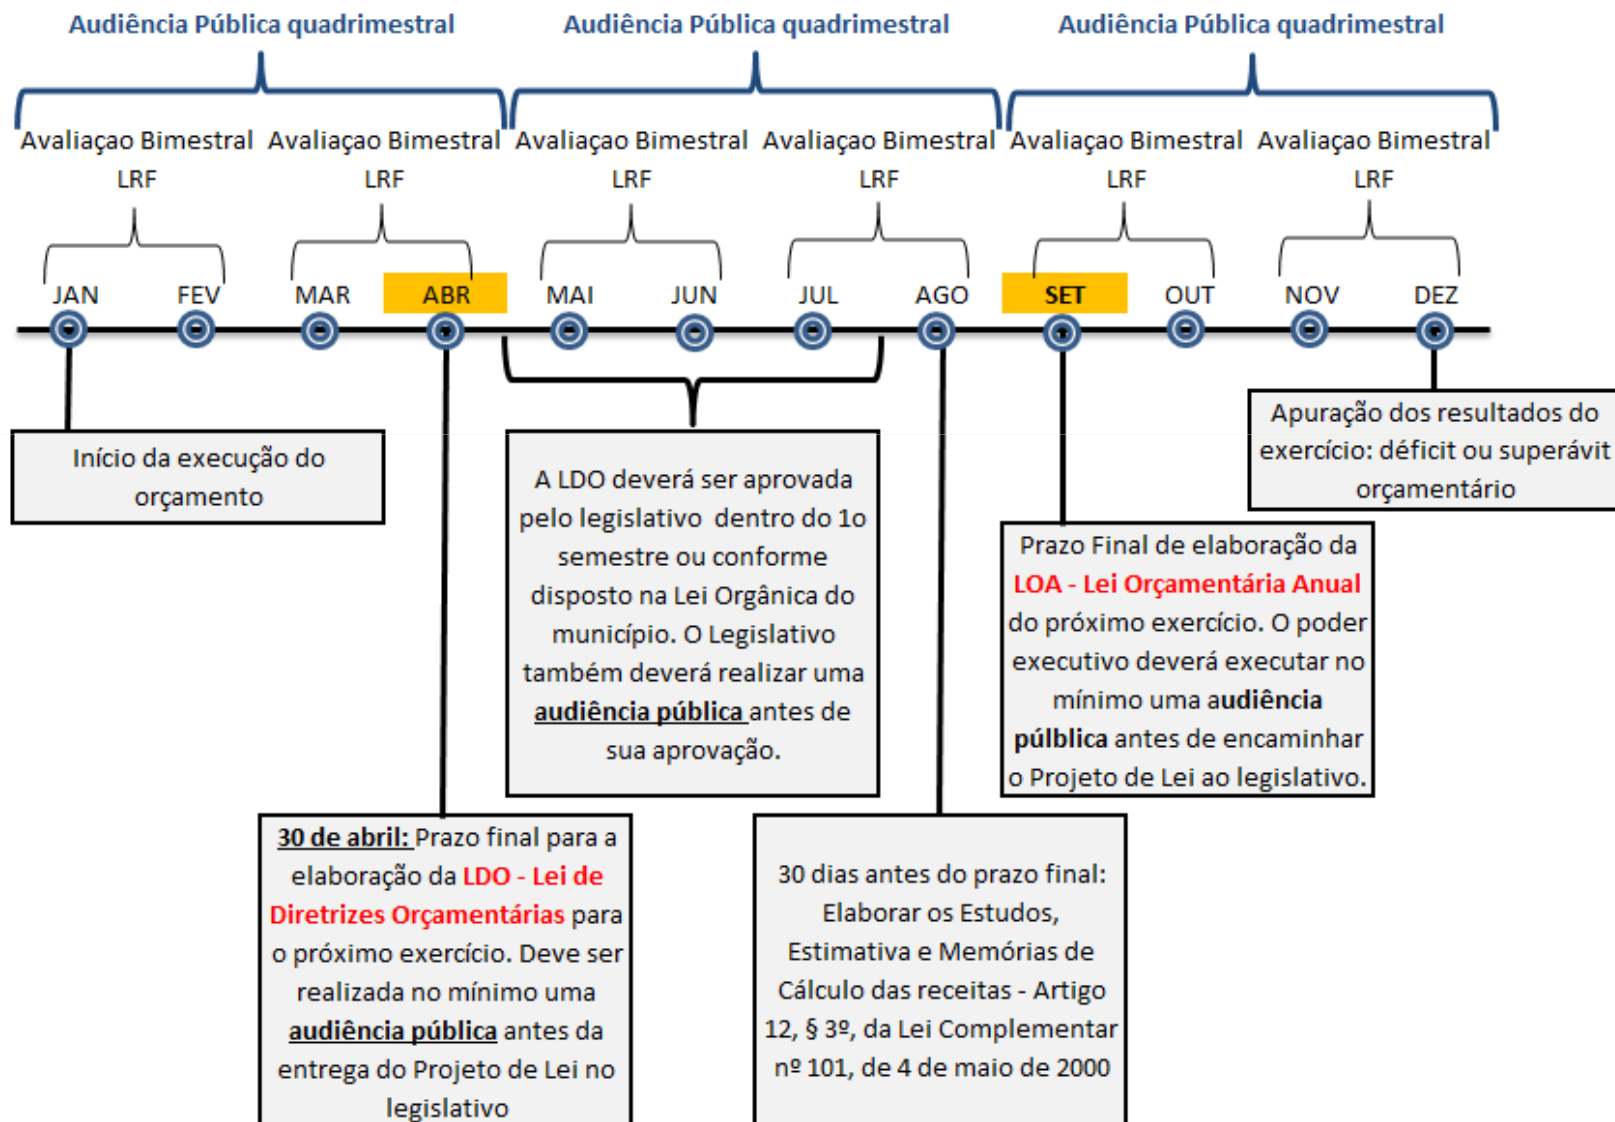 Audiência Pública quadrimestral
Audiência Pública quadrimestral
Audiência Pública quadrimestral
Avaliaçao Bimestral
LRF
Avaliaçao Bimestral
LRF
Avaliaçao Bimestral
LRF
Avaliaçao Bimestral
LRF
Avaliaçao Bimestral
LRF
Avaliaçao Bimestral
LRF
JAN FEV MAR ABR MAI JUN JUL AGO SET OUT NOV DEZ
Início da execução do
orçamento
30 de abril: Prazo final para a
elaboração da LDO - Lei de
Diretrizes Orçamentárias para
o próximo exercício. Deve ser
realizada no mínimo uma
audiência pública antes da
entrega do Projeto de Lei no
legislativo
A LDO deverá ser aprovada
pelo legislativo dentro do 1o
semestre ou conforme
disposto na Lei Orgânica do
município. O Legislativo
também deverá realizar uma
audiência pública antes de
sua aprovação.
30 dias antes do prazo final:
Elaborar os Estudos,
Estimativa e Memórias de
Cálculo das receitas - Artigo
12, § 3º, da Lei Complementar
nº 101, de 4 de maio de 2000
Prazo Final de elaboração da
LOA - Lei Orçamentária Anual
do próximo exercício. O poder
executivo deverá executar no
mínimo uma audiência
púlblica antes de encaminhar
o Projeto de Lei ao legislativo.
Apuração dos resultados do
exercício: déficit ou superávit
orçamentário